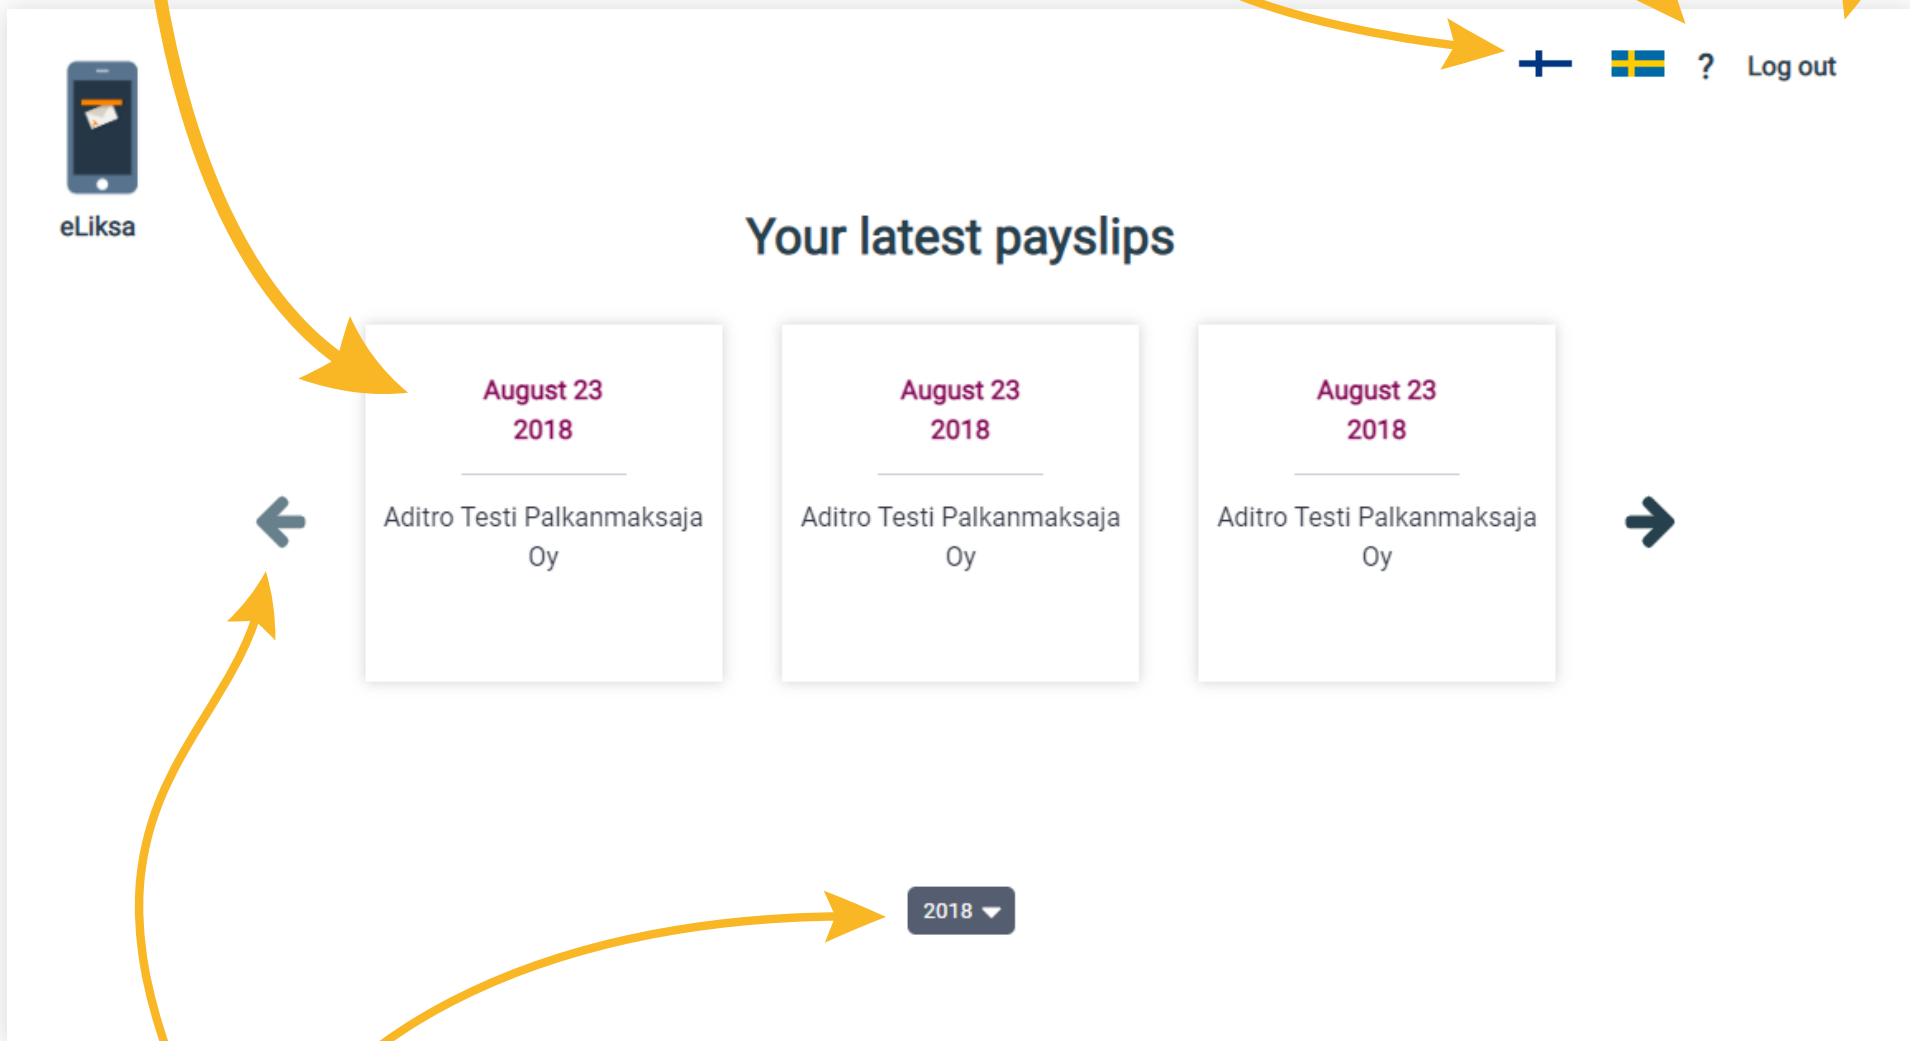 ? Log out
eLiksa
Your latest payslips
August 23
2018
Aditro Testi Palkanmaksaja
Oy
August 23
2018
Aditro Testi Palkanmaksaja
Oy
August 23
2018
Aditro Testi Palkanmaksaja
Oy
2018